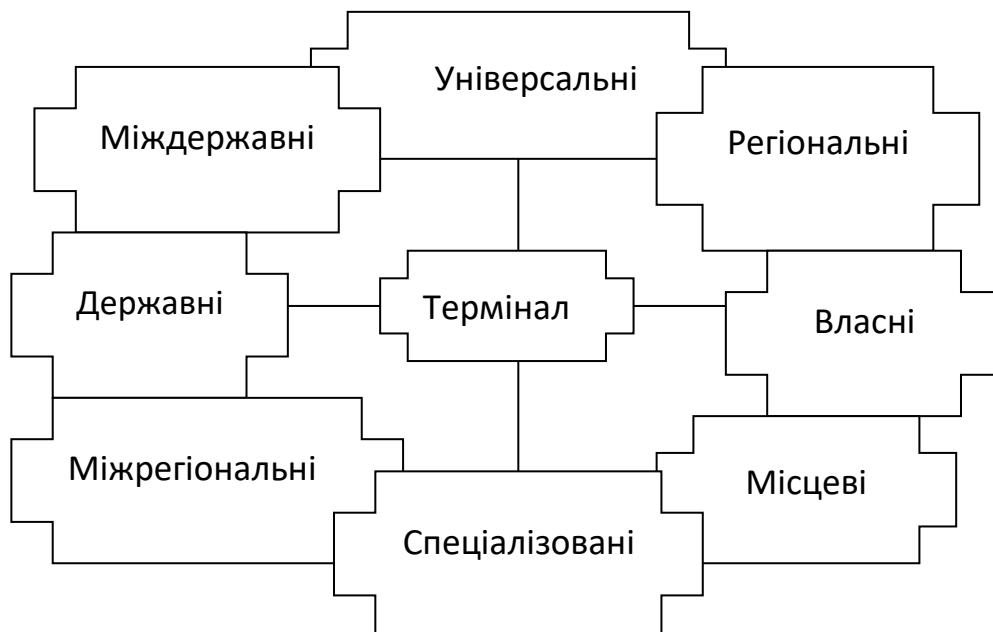 Універсальні
Міждержавні
Регіональні
Державні
Термінал
Власні
Міжрегіональні
Місцеві
Спеціалізовані